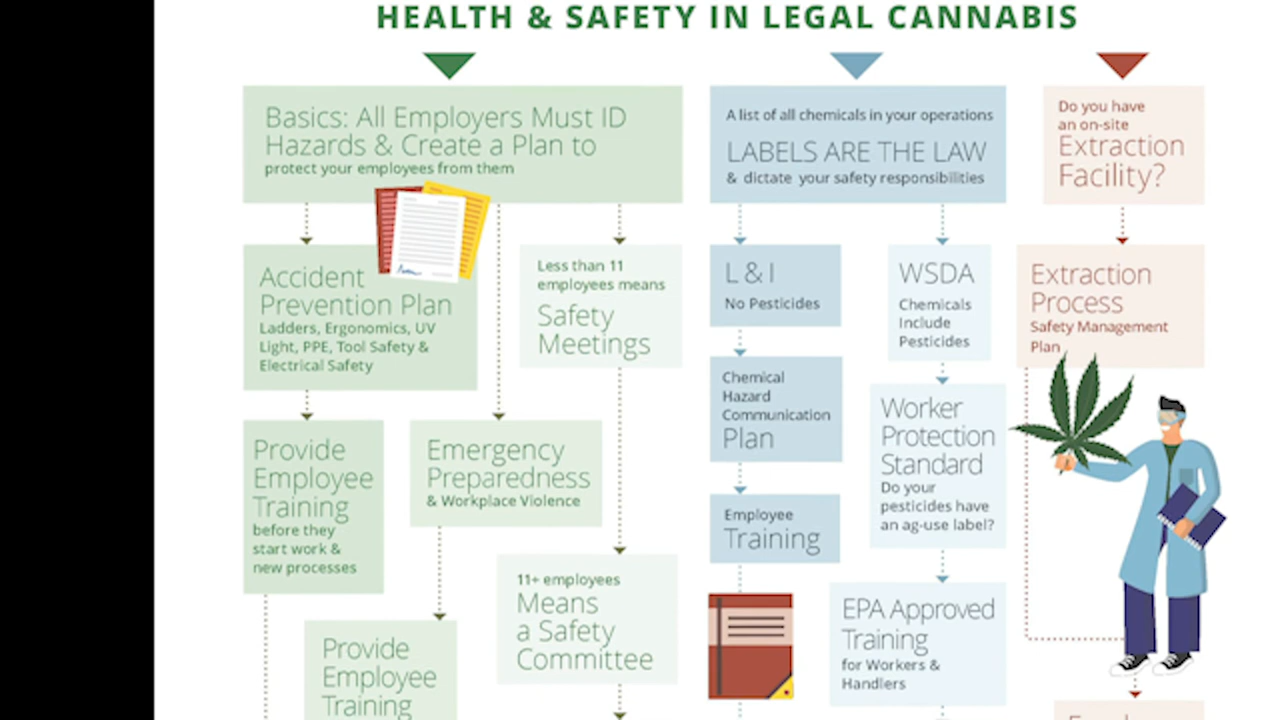 HEALTH & SAFETY IN LEGAL CANNABIS
Basics: All Employers Must ID
Hazards & Create a Plan to
protect your employees from them
Accident
Prevention Plan
Ladders, Ergonomics, UV
Light, PPE, Tool Safety &
Electrical Safety
Less than 11
employees means
Safety
Meetings
Provide
Employee
Training
before they
start work &
new processes
Emergency
Preparedness
& Workplace Violence
11+ employees
Means
a Safety
Committee
Provide
Employee
Training
A list of all chemicals in your operations
LABELS ARE THE LAW
& dictate your safety responsibilities
L & I
No Pesticides
Chemical
Hazard
Communication
Plan
Employee
Training
WSDA
Chemicals
Include
Pesticides
Worker
Protection
Standard
Do your
pesticides have
an ag-use label?
EPA Approved
Training
for Workers &
Handlers
Do you have
an on-site
Extraction
Facility?
Extraction
Process
Safety Management
Plan